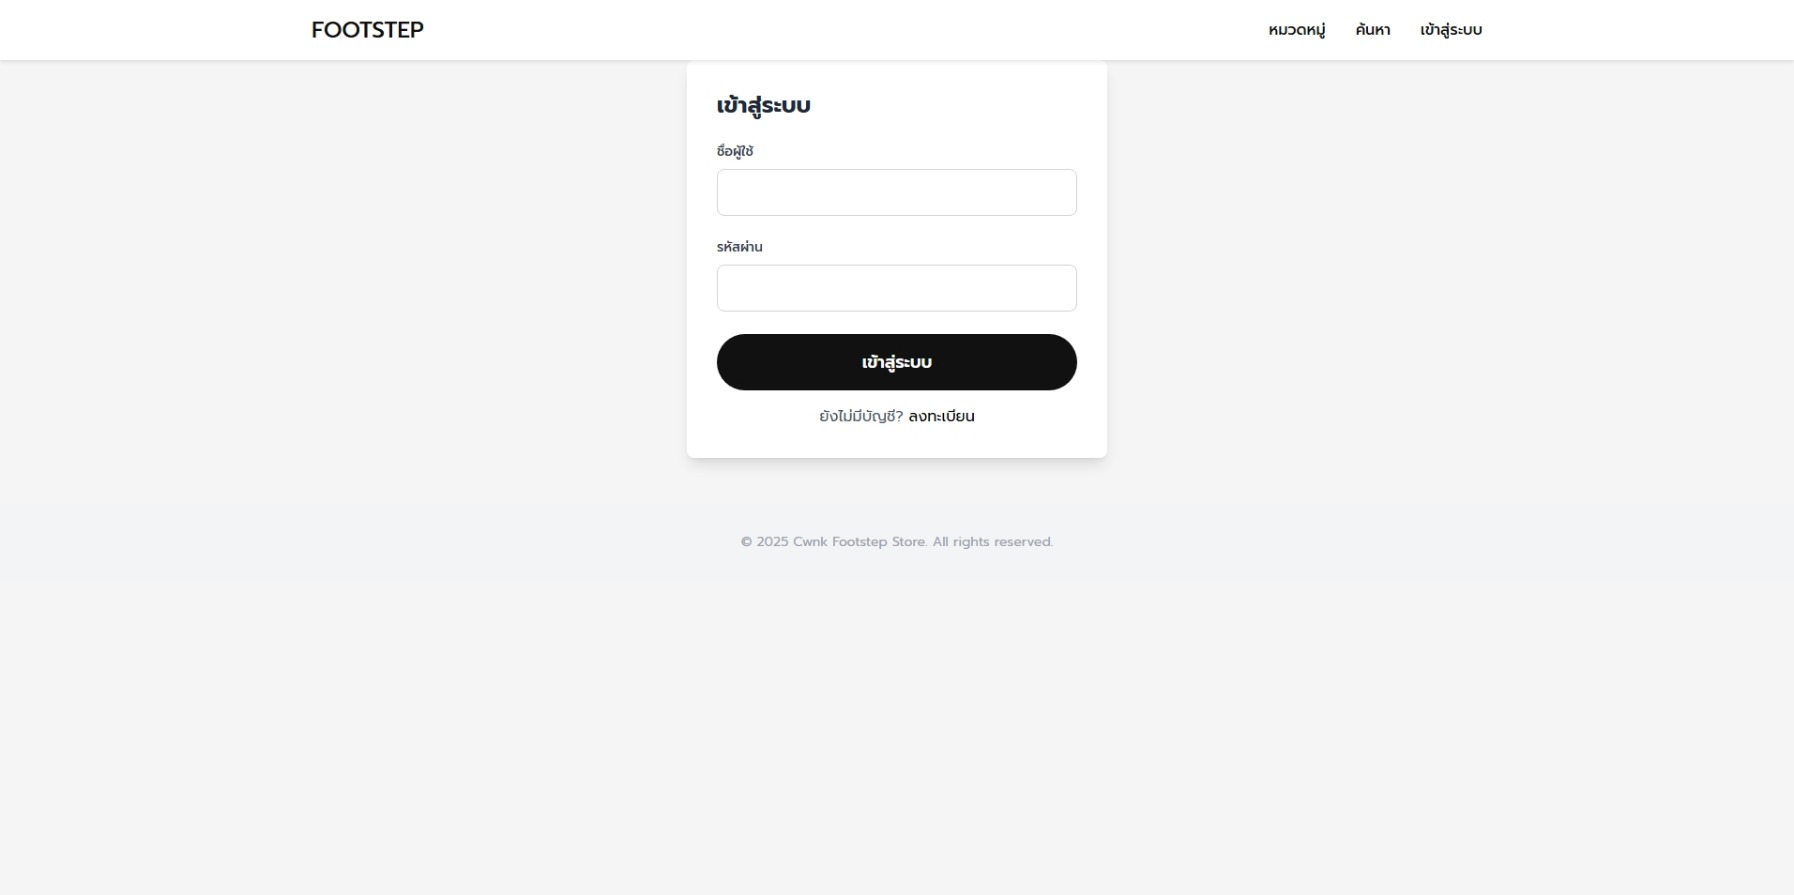 FOOTSTEP
หมวดหมู่ ค้นหา เข้าสู่ระบบ
เข้าสู่ระบบ
ชื่อผู้ใช้
รหัสผ่าน
เข้าสู่ระบบ
ยังไม่มีบัญชี? ลงทะเบียน
© 2025 Cwnk Footstep Store. All rights reserved.